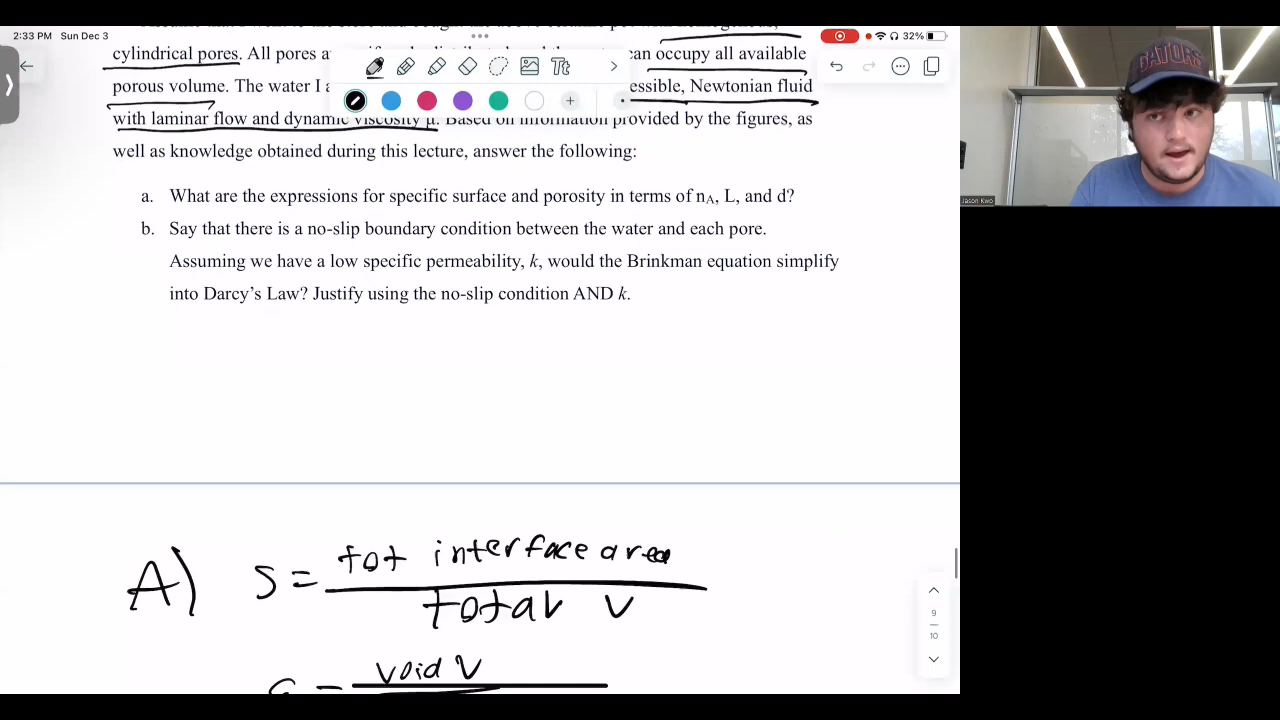 2:33 PM Sun Dec 3
32%
cylindrical pores. All pores can occupy all available
porous volume. The water I Newtonian fluid
with laminar flow and dynamic viscosity μ. Based on information provided by the figures, as
well as knowledge obtained during this lecture, answer the following:
a. What are the expressions for specific surface and porosity in terms of nA, L, and d?
b. Say that there is a no-slip boundary condition between the water and each pore.
Assuming we have a low specific permeability, k, would the Brinkman equation simplify
into Darcy's Law? Justify using the no-slip condition AND k.
A) S = tot interface area
total V
void V
Tt
9
10
GATORS
Jason Kwo